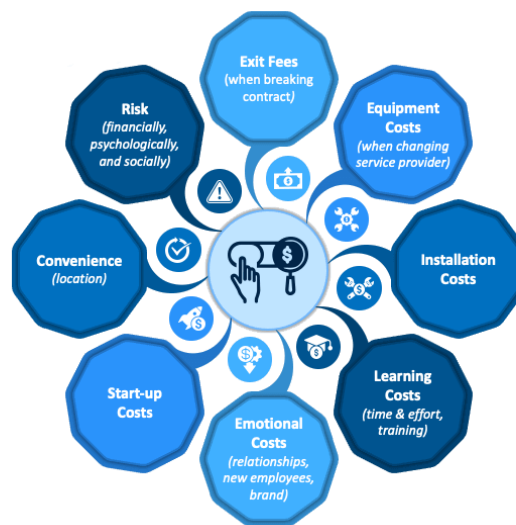 Exit Fees
(when breaking
contract)
Equipment
Costs
(when changing
service provider)
Installation
Costs
Learning
Costs
(time & effort,
training)
Emotional
Costs
(relationships,
new employees,
brand)
Start-up
Costs
Convenience
(location)
Risk
(financially,
psychologically,
and socially)
$